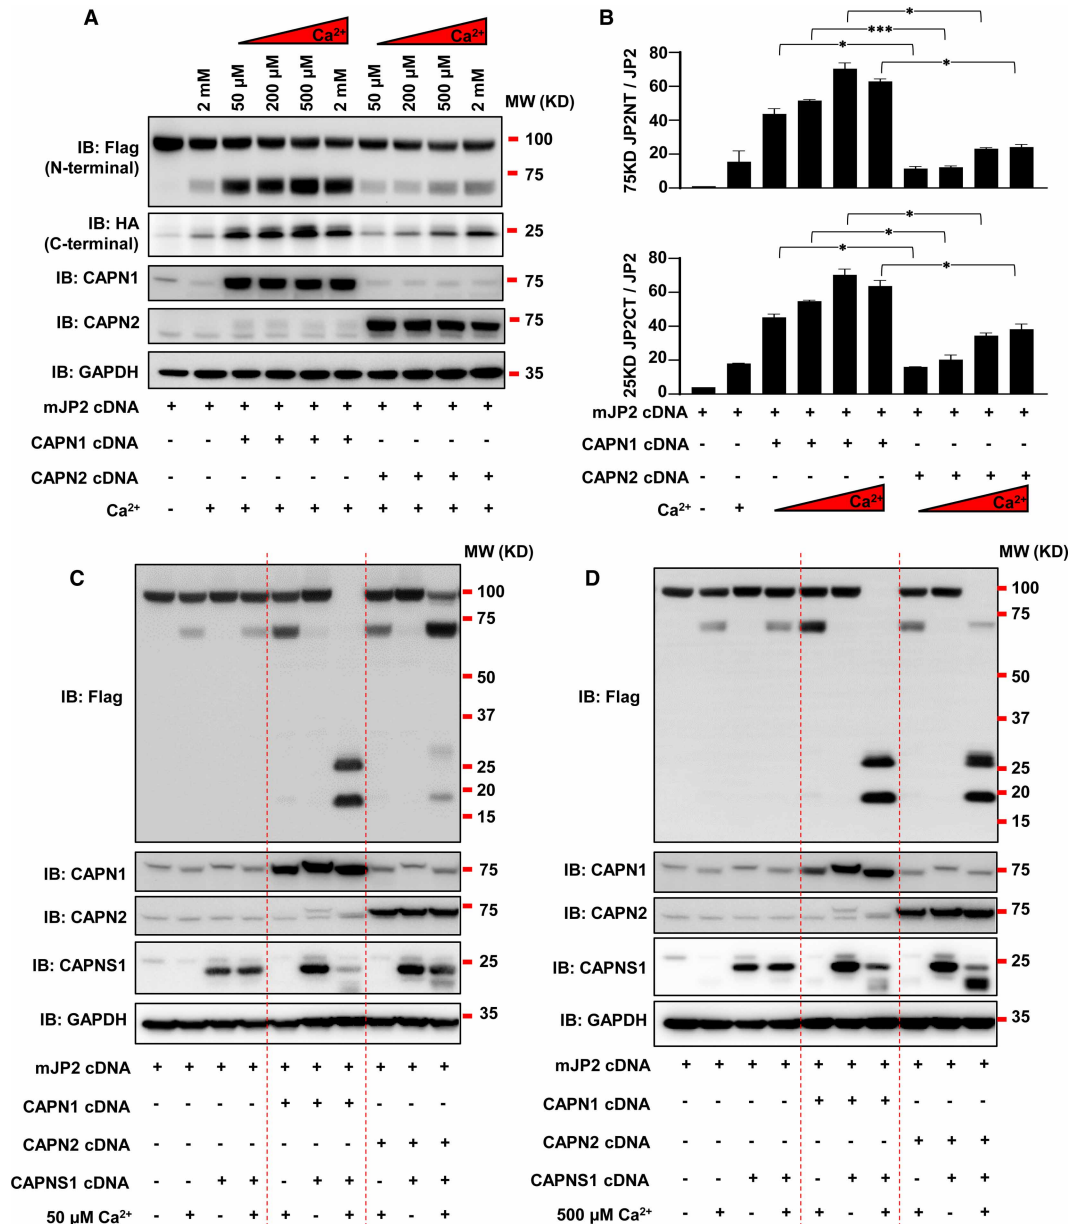 A
Ca2+
Ca2+
2 mM
50 µM
200 µM
500 µM
2 mM
50 µM
200 µM
500 µM
2 mM
MW (KD)
IB: Flag
(N-terminal)
100
75
IB: HA
(C-terminal)
25
IB: CAPN1
75
IB: CAPN2
75
IB: GAPDH
35
mJP2 cDNA + + + + + + + + + +
CAPN1 cDNA - - + + + + - - - -
CAPN2 cDNA - - - - - - + + + +
Ca2+ - + + + + + + + + +
B
*
***
*
*
75KD JP2NT / JP2
80
60
40
20
0
*
*
*
*
25KD JP2CT / JP2
80
60
40
20
0
mJP2 cDNA + + + + + + + + + +
CAPN1 cDNA - - + + + + - - - -
CAPN2 cDNA - - - - - - + + + +
Ca2+ - + Ca2+ Ca2+
C
MW (KD)
IB: Flag
100
75
50
37
25
20
15
IB: CAPN1
75
IB: CAPN2
75
IB: CAPNS1
25
IB: GAPDH
35
mJP2 cDNA + + + + + + + + + +
CAPN1 cDNA - - - - + + + - - -
CAPN2 cDNA - - - - - - - + + +
CAPNS1 cDNA - - + + - + + - + +
50 µM Ca2+ - + - + + - + + - +
D
MW (KD)
IB: Flag
100
75
50
37
25
20
15
IB: CAPN1
75
IB: CAPN2
75
IB: CAPNS1
25
IB: GAPDH
35
mJP2 cDNA + + + + + + + + + +
CAPN1 cDNA - - - - + + + - - -
CAPN2 cDNA - - - - - - - + + +
CAPNS1 cDNA - - + + - + + - + +
500 µM Ca2+ - + - + + - + + - +